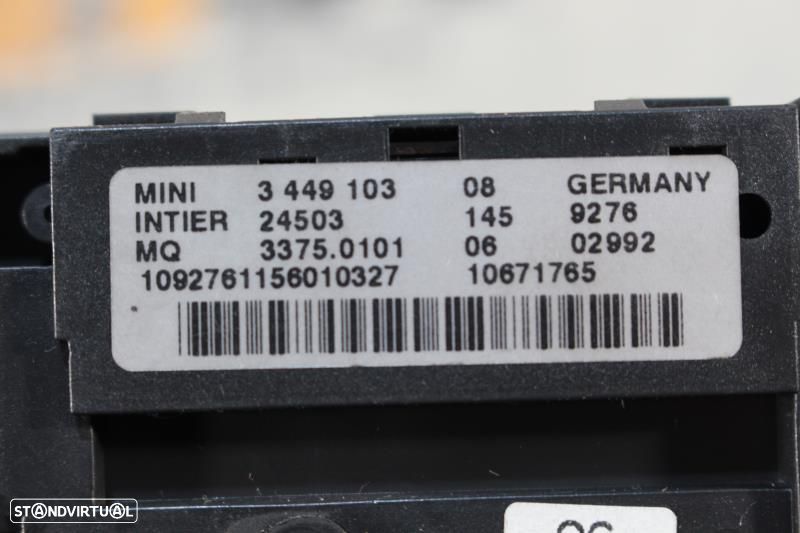 MINI 3 449 103 08 GERMANY
INTIER 24503 145 9276
MQ 3375.0101 06 02992
1092761156010327 10671765
STANDVIRTUAL